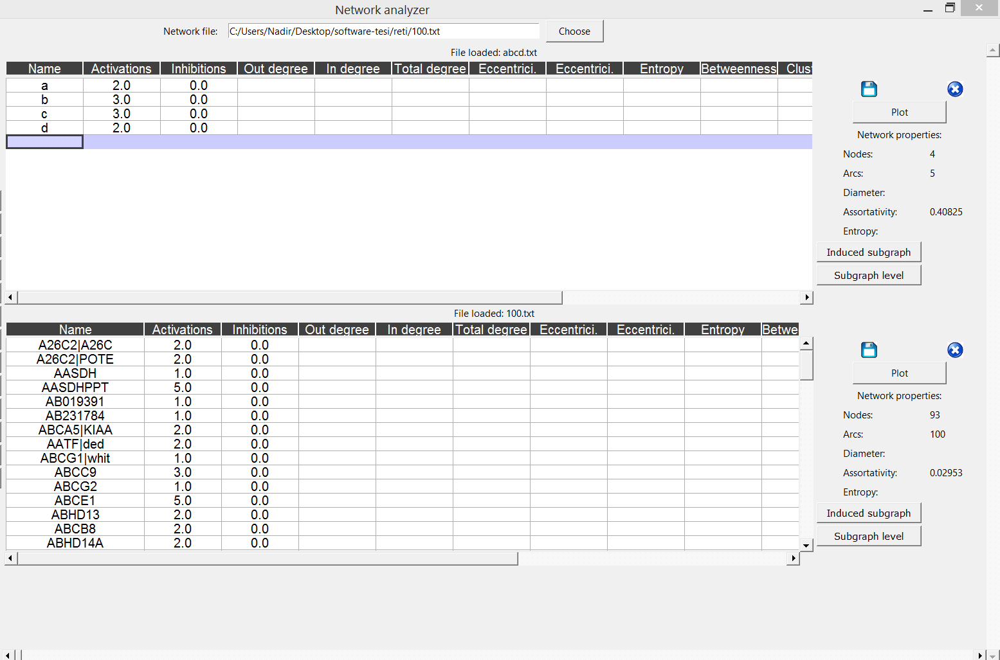 Network analyzer
Network file: C:/Users/Nadir/Desktop/software-tesi/reti/100.txt Choose
File loaded: abcd.txt
Name Activations Inhibitions Out degree In degree Total degree Eccentrici. Eccentrici. Entropy Betweenness Clus
a 2.0 0.0
b 3.0 0.0
c 3.0 0.0
d 2.0 0.0
Plot
Network properties:
Nodes: 4
Arcs: 5
Diameter:
Assortativity: 0.40825
Entropy:
Induced subgraph
Subgraph level
File loaded: 100.txt
Name Activations Inhibitions Out degree In degree Total degree Eccentrici. Eccentrici. Entropy Betwe
A26C2|A26C 2.0 0.0
A26C2|POTE 2.0 0.0
AASDH 1.0 0.0
AASDHPPT 5.0 0.0
AB019391 1.0 0.0
AB231784 1.0 0.0
ABCA5|KIAA 2.0 0.0
AATF|ded 2.0 0.0
ABCG1|whit 1.0 0.0
ABCC9 3.0 0.0
ABCG2 1.0 0.0
ABCE1 5.0 0.0
ABHD13 2.0 0.0
ABCB8 2.0 0.0
ABHD14A 2.0 0.0
Plot
Network properties:
Nodes: 93
Arcs: 100
Diameter:
Assortativity: 0.02953
Entropy:
Induced subgraph
Subgraph level